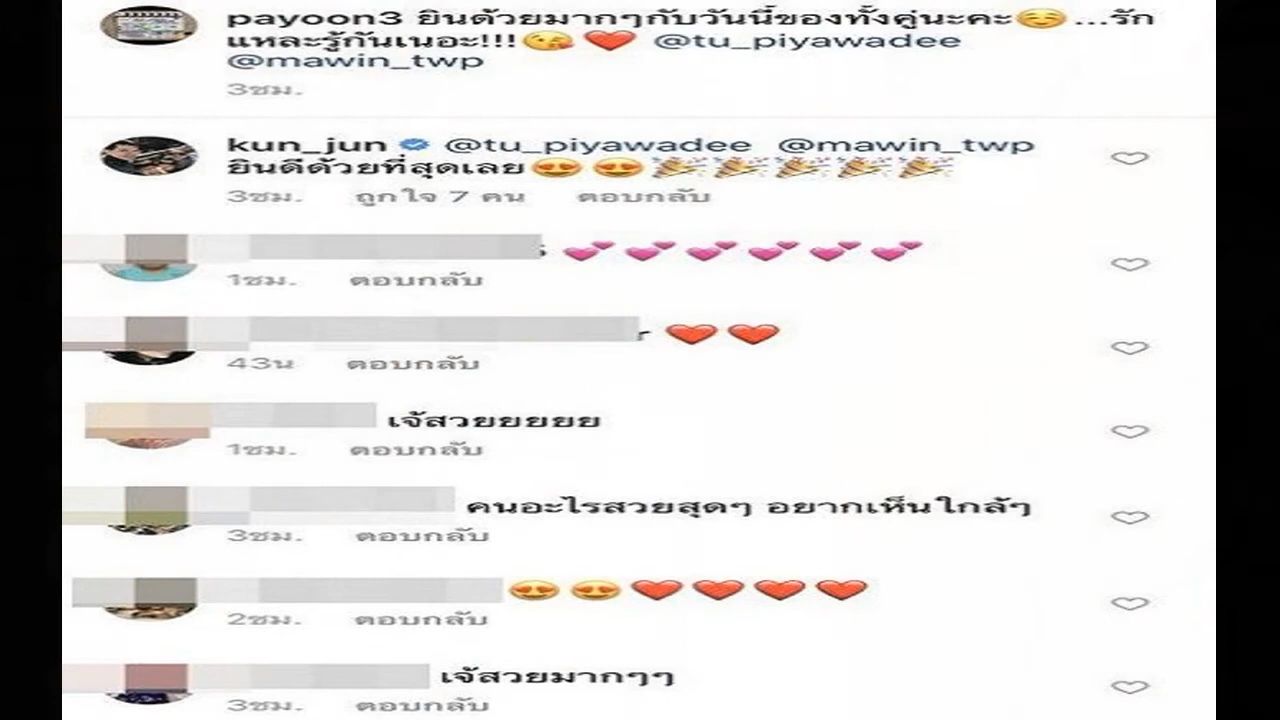 payoon3 ยินด้วยมากๆกับวันนี้ของทั้งคู่นะคะ☺️...รัก
แหละรู้กันเนอะ!!!😘❤️ @tu_piyawadee
@mawin_twp
3ชม.
kun_jun @tu_piyawadee @mawin_twp
ยินดีด้วยที่สุดเลย😍😍🎉🎉🎉🎉🎉
3ชม. ถูกใจ 7 คน ตอบกลับ
💕💕💕💕💕💕
1ชม. ตอบกลับ
❤️❤️
43น ตอบกลับ
เจ้สวยยยยย
1ชม. ตอบกลับ
คนอะไรสวยสุดๆ อยากเห็นใกล้ๆ
3ชม. ตอบกลับ
😍😍❤️❤️❤️❤️
2ชม. ตอบกลับ
เจ้สวยมากๆๆ
3ชม. ตอบกลับ